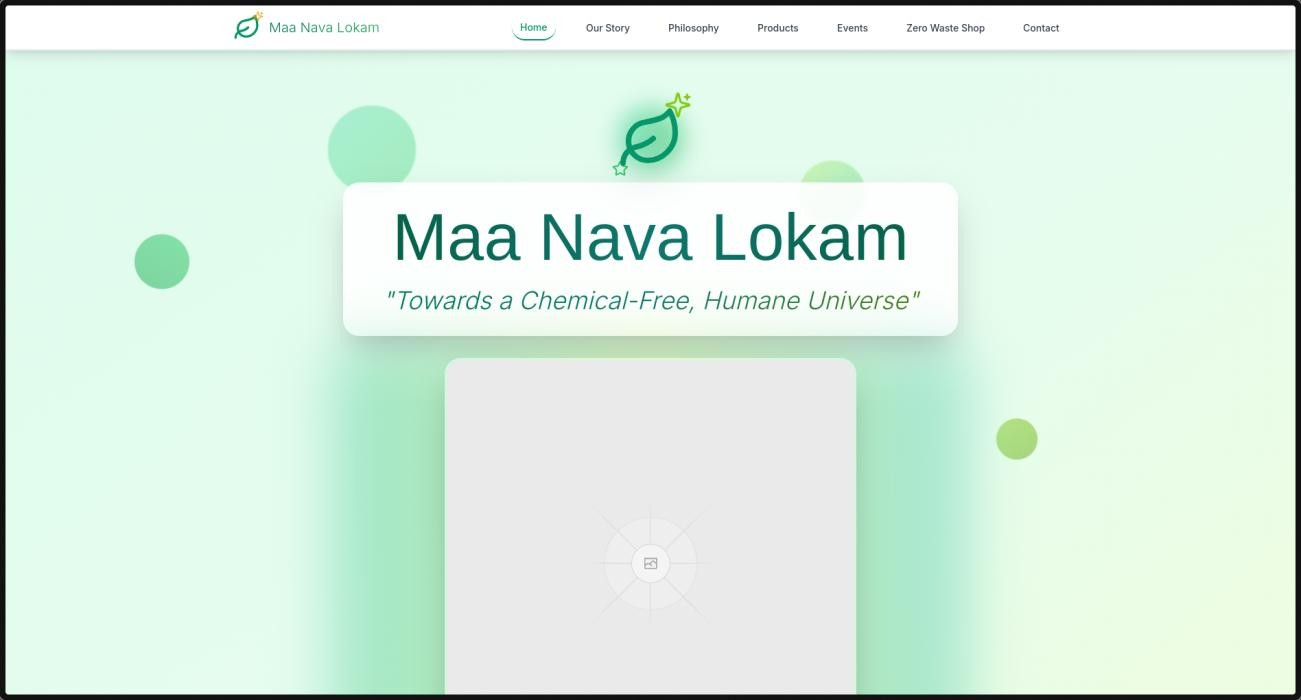 Maa Nava Lokam
Home
Our Story
Philosophy
Products
Events
Zero Waste Shop
Contact
Maa Nava Lokam
"Towards a Chemical-Free, Humane Universe"